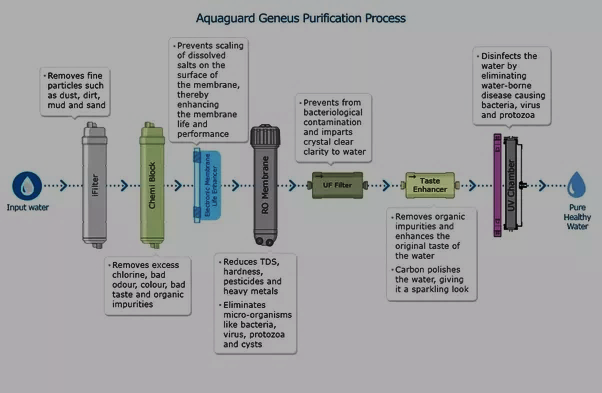 Aquaguard Geneus Purification Process
• Removes fine
particles such
as dust, dirt,
mud and sand
• Prevents scaling
of dissolved
salts on the
surface of
the membrane,
thereby
enhancing
the membrane
life and
performance
• Prevents from
bacteriological
contamination
and imparts
crystal clear
clarity to water
• Disinfects the
water by
eliminating
water-borne
disease causing
bacteria, virus
and protozoa
Input water
iFilter
Chemi Block
Electronic Membrane
Life Enhancer
RO Membrane
UF Filter
Taste
Enhancer
UV Chamber
Pure
Healthy
Water
• Removes excess
chlorine, bad
odour, colour, bad
taste and organic
impurities
• Reduces TDS,
hardness,
pesticides and
heavy metals
• Eliminates
micro-organisms
like bacteria,
virus, protozoa
and cysts
• Removes organic
impurities and
enhances the
original taste of
the water
• Carbon polishes
the water, giving
it a sparkling look